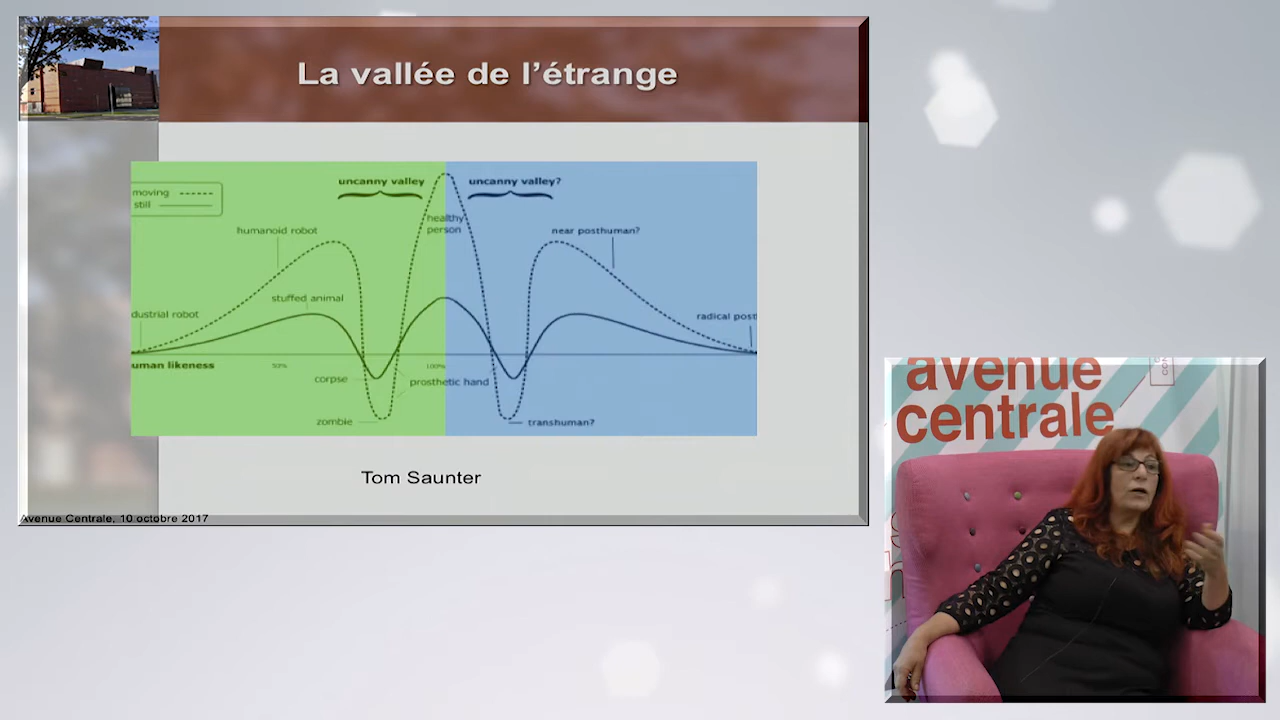 La vallée de l'étrange
moving
still
uncanny valley
uncanny valley?
healthy
person
humanoid robot
near posthuman?
stuffed animal
dustrial robot
radical post
uman likeness
50%
100%
corpse
prosthetic hand
zombie
transhuman?
Tom Saunter
Avenue Centrale, 10 octobre 2017
avenue
centrale